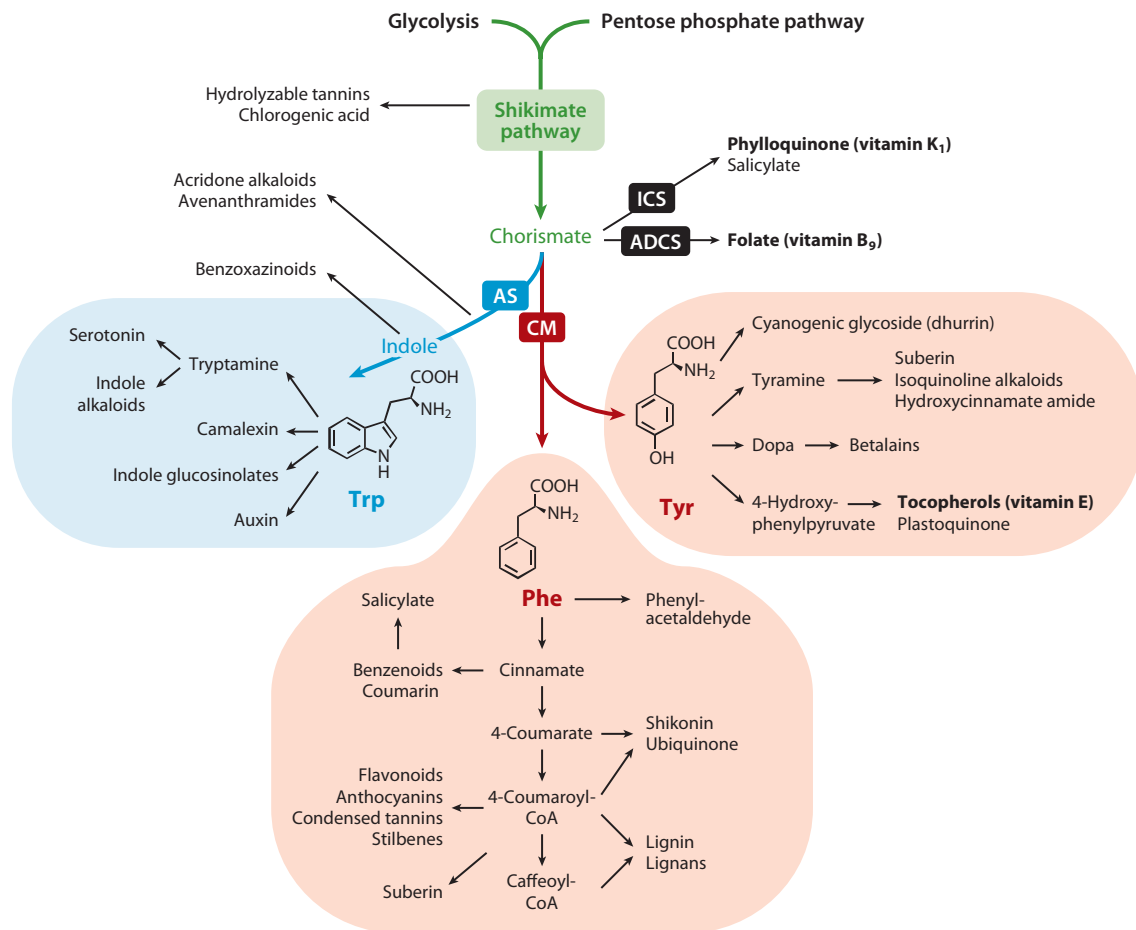 Glycolysis
Pentose phosphate pathway
Hydrolyzable tannins
Chlorogenic acid
Shikimate
pathway
Phylloquinone (vitamin K₁)
Salicylate
ICS
Acridone alkaloids
Avenanthramides
Chorismate
ADCS
Folate (vitamin B₉)
Benzoxazinoids
AS
CM
Indole
Serotonin
Tryptamine
Indole
alkaloids
Camalexin
Indole glucosinolates
Auxin
COOH
NH₂
N
H
Trp
COOH
NH₂
OH
Tyr
Cyanogenic glycoside (dhurrin)
Tyramine
Suberin
Isoquinoline alkaloids
Hydroxycinnamate amide
Dopa
Betalains
4-Hydroxy-
phenylpyruvate
Tocopherols (vitamin E)
Plastoquinone
COOH
NH₂
Phe
Phenyl-
acetaldehyde
Salicylate
Benzenoids
Coumarin
Cinnamate
4-Coumarate
Shikonin
Ubiquinone
Flavonoids
Anthocyanins
Condensed tannins
Stilbenes
4-Coumaroyl-
CoA
Lignin
Lignans
Suberin
Caffeoyl-
CoA